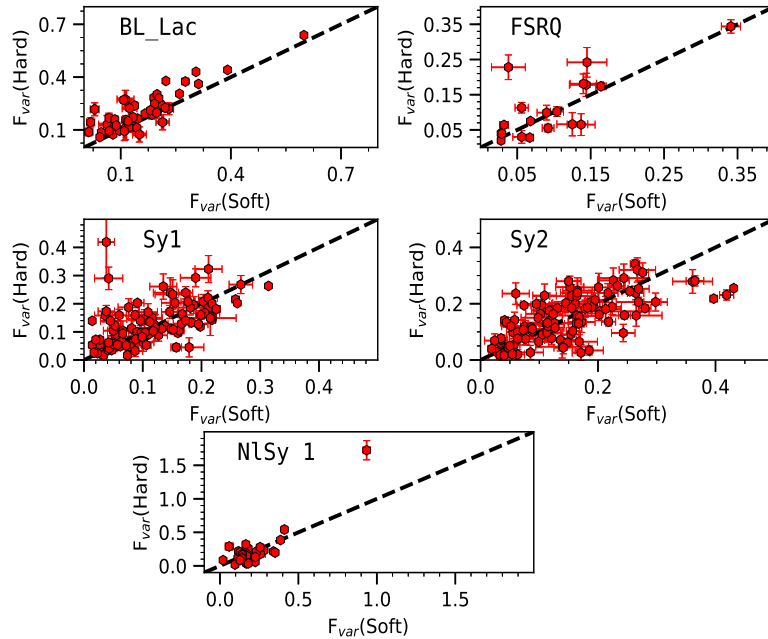 BL_Lac
F_var(Hard)
0.7
0.4
0.1
0.1 0.4 0.7
F_var(Soft)
FSRQ
F_var(Hard)
0.35
0.25
0.15
0.05
0.05 0.15 0.25 0.35
F_var(Soft)
Sy1
F_var(Hard)
0.4
0.3
0.2
0.1
0.0
0.0 0.2 0.4
F_var(Soft)
Sy2
F_var(Hard)
0.4
0.2
0.0
0.0 0.2 0.4
F_var(Soft)
NlSy 1
F_var(Hard)
1.5
1.0
0.5
0.0
0.0 0.5 1.0 1.5
F_var(Soft)